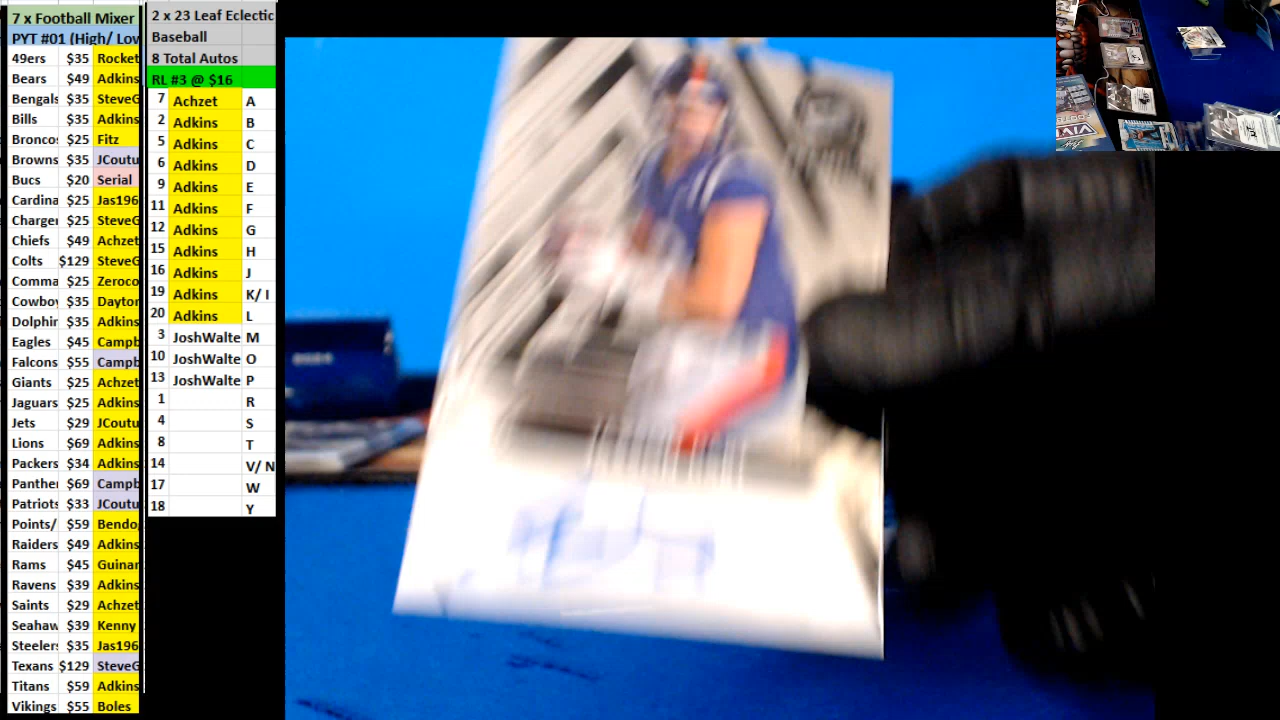 7 x Football Mixer
PYT #01 (High/ Lov
49ers $35 Rocket
Bears $49 Adkins
Bengals $35 SteveG
Bills $35 Adkins
Broncos $25 Fitz
Browns $35 JCoutu
Bucs $20 Serial
Cardina $25 Jas196
Charger $25 SteveG
Chiefs $49 Achzet
Colts $129 SteveG
Comma $25 Zeroco
Cowboy $35 Dayton
Dolphin $35 Adkins
Eagles $45 Campb
Falcons $55 Campb
Giants $25 Achzet
Jaguars $25 Adkins
Jets $29 JCoutu
Lions $69 Adkins
Packers $34 Adkins
Panthe $69 Campb
Patriots $33 JCoutu
Points/ $59 Bendo
Raiders $49 Adkins
Rams $45 Guinar
Ravens $39 Adkins
Saints $29 Achzet
Seahaw $39 Kenny
Steelers $35 Jas196
Texans $129 SteveG
Titans $59 Adkins
Vikings $55 Boles
2 x 23 Leaf Eclectic
Baseball
8 Total Autos
RL #3 @ $16
7 Achzet A
2 Adkins B
5 Adkins C
6 Adkins D
9 Adkins E
11 Adkins F
12 Adkins G
15 Adkins H
16 Adkins J
19 Adkins K/ I
20 Adkins L
3 JoshWalte M
10 JoshWalte O
13 JoshWalte P
1 R
4 S
8 T
14 V/ N
17 W
18 Y